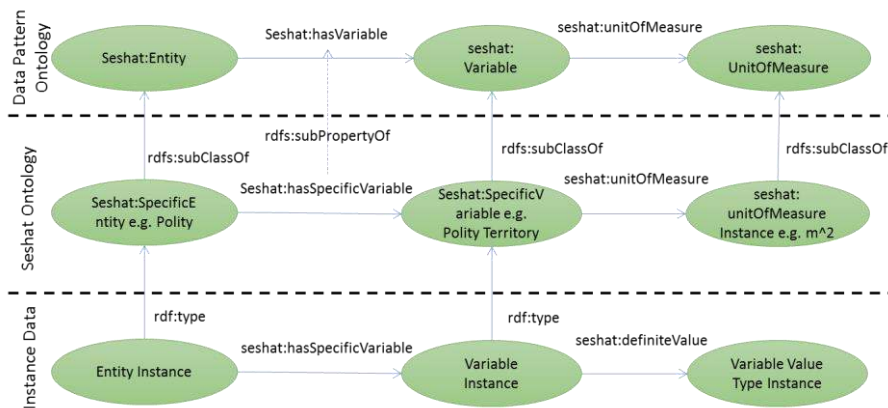 Data Pattern
Ontology
Seshat:Entity
Seshat:hasVariable
seshat:
Variable
seshat:unitOfMeasure
seshat:
UnitOfMeasure
rdfs:subClassOf
rdfs:subPropertyOf
rdfs:subClassOf
rdfs:subClassOf
Seshat Ontology
Seshat:SpecificE
ntity e.g. Polity
Seshat:hasSpecificVariable
Seshat:SpecificV
ariable e.g.
Polity Territory
seshat:unitOfMeasure
seshat:
unitOfMeasure
Instance e.g. m^2
rdf:type
rdf:type
Instance Data
Entity Instance
seshat:hasSpecificVariable
Variable
Instance
seshat:definiteValue
Variable Value
Type Instance